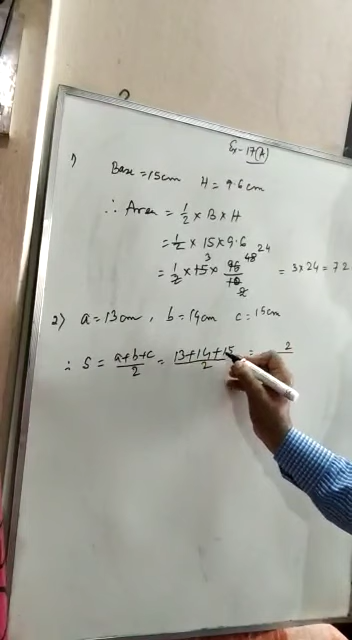 Ex-17(A)
1) Base = 15cm H = 9.6cm
∴ Area = 1/2 × B × H
= 1/2 × 15 × 9.6
= 1/2 × 15 3 × 96 48 24 / 10 2 = 3×24 = 72
2) a = 13cm, b = 14cm c = 15cm
∴ S = a+b+c/2 = 13+14+15/2 = /2